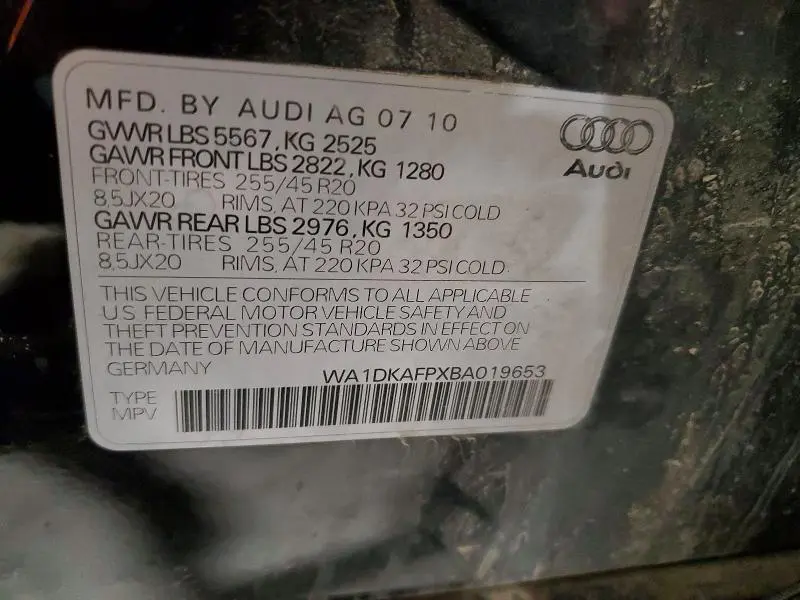 MFD. BY AUDI AG 07 10
GVWR LBS 5567, KG 2525
GAWR FRONT LBS 2822, KG 1280
FRONT-TIRES 255/45 R20
8,5JX20 RIMS, AT 220 KPA 32 PSI COLD
GAWR REAR LBS 2976, KG 1350
REAR-TIRES 255/45 R20
8,5JX20 RIMS, AT 220 KPA 32 PSI COLD
Audi
THIS VEHICLE CONFORMS TO ALL APPLICABLE
U.S. FEDERAL MOTOR VEHICLE SAFETY AND
THEFT PREVENTION STANDARDS IN EFFECT ON
THE DATE OF MANUFACTURE SHOWN ABOVE
GERMANY WA1DKAFPXBA019653
TYPE
MPV